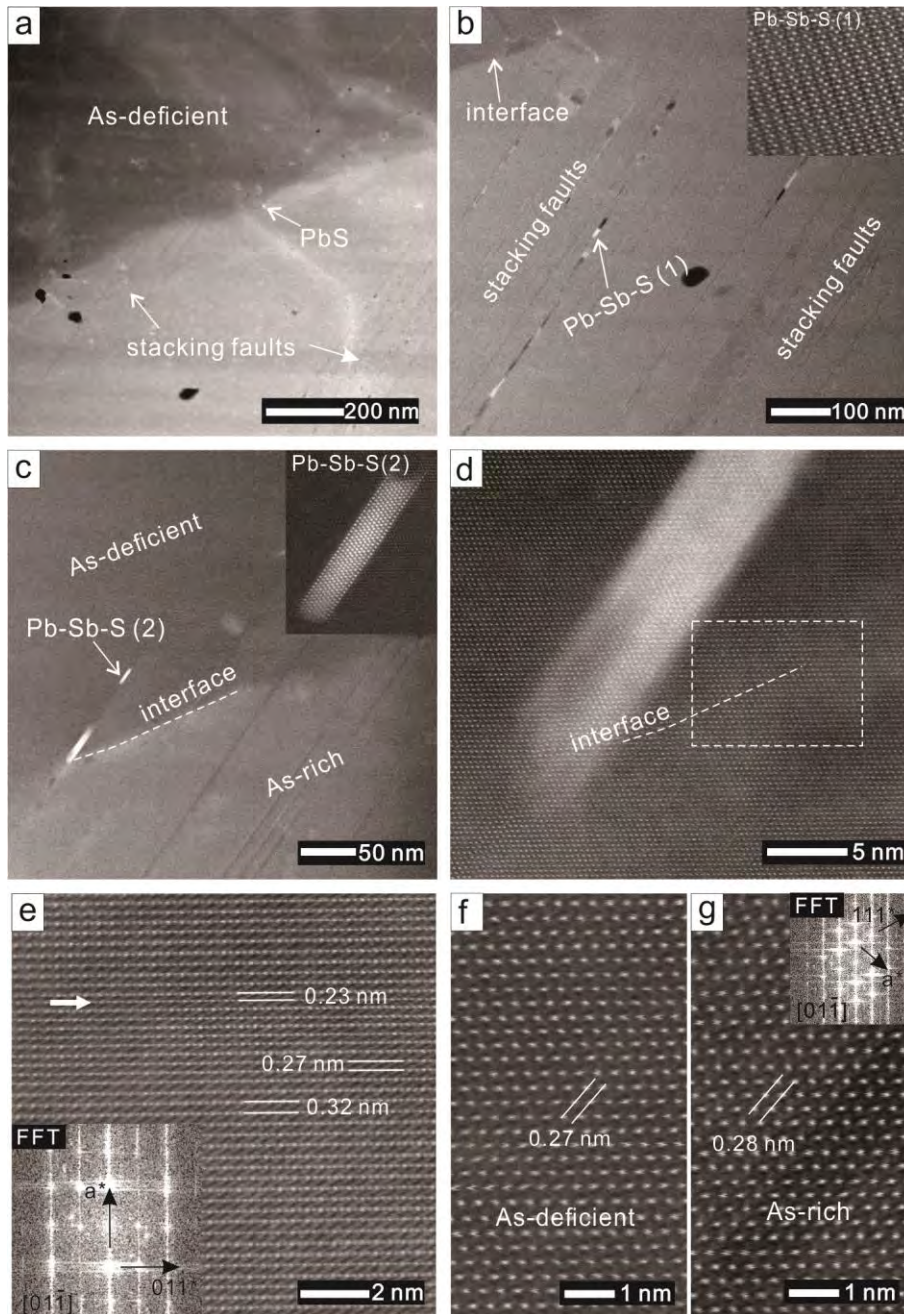 a
As-deficient
PbS
stacking faults
200 nm
b
Pb-Sb-S (1)
interface
stacking faults
Pb-Sb-S (1)
stacking faults
100 nm
c
Pb-Sb-S(2)
As-deficient
Pb-Sb-S (2)
interface
As-rich
50 nm
d
interface
5 nm
e
0.23 nm
0.27 nm
0.32 nm
FFT
a*
011*
[011̅]
2 nm
f
0.27 nm
As-deficient
1 nm
g
FFT
111*
a*
[011̅]
0.28 nm
As-rich
1 nm